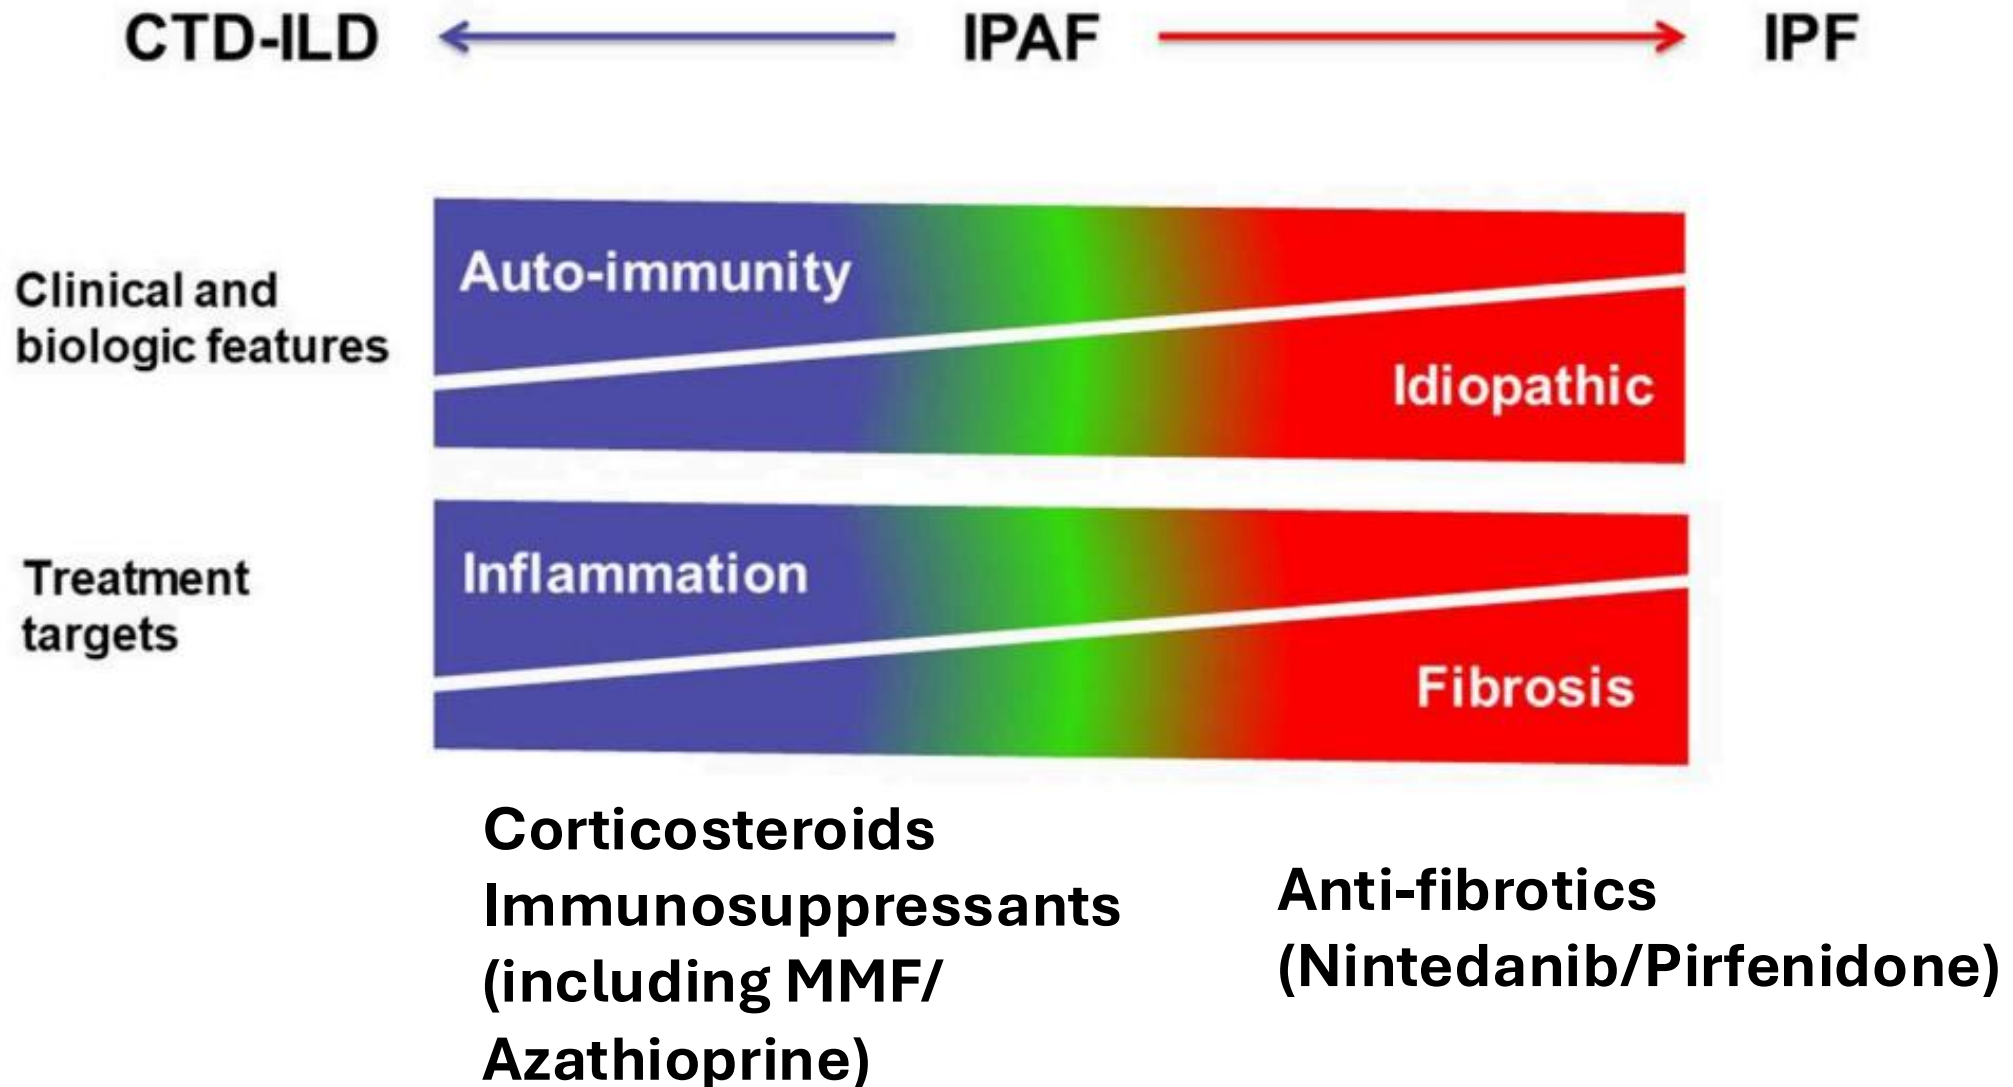 CTD-ILD IPAF IPF
Clinical and
biologic features
Auto-immunity
Idiopathic
Treatment
targets
Inflammation
Fibrosis
Corticosteroids
Immunosuppressants
(including MMF/
Azathioprine)
Anti-fibrotics
(Nintedanib/Pirfenidone)